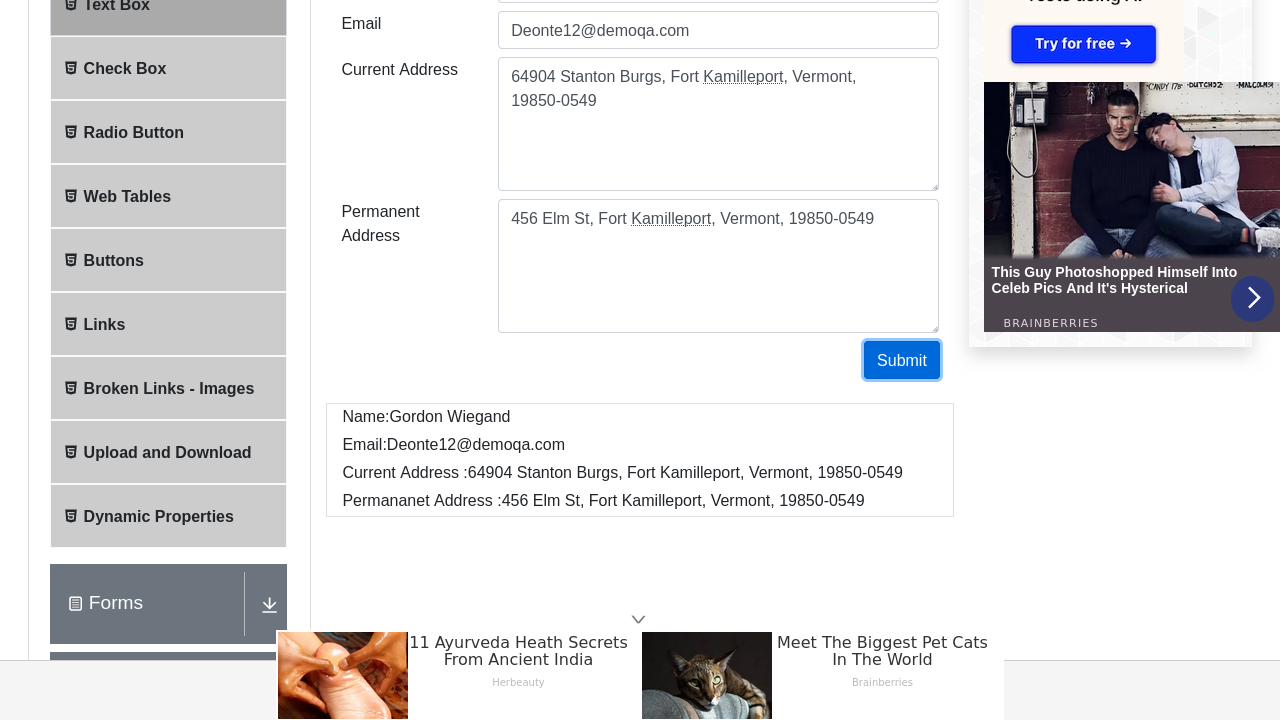 Text Box
Check Box
Radio Button
Web Tables
Buttons
Links
Broken Links - Images
Upload and Download
Dynamic Properties
Forms
Email
Deonte12@demoqa.com
Current Address
64904 Stanton Burgs, Fort Kamilleport, Vermont,
19850-0549
Permanent
Address
456 Elm St, Fort Kamilleport, Vermont, 19850-0549
Submit
Name:Gordon Wiegand
Email:Deonte12@demoqa.com
Current Address :64904 Stanton Burgs, Fort Kamilleport, Vermont, 19850-0549
Permananet Address :456 Elm St, Fort Kamilleport, Vermont, 19850-0549
Try for free →
"CANDY 178"
BUTCH52
-MALCOLM
This Guy Photoshopped Himself Into
Celeb Pics And It's Hysterical
BRAINBERRIES
11 Ayurveda Heath Secrets
From Ancient India
Herbeauty
Meet The Biggest Pet Cats
In The World
Brainberries